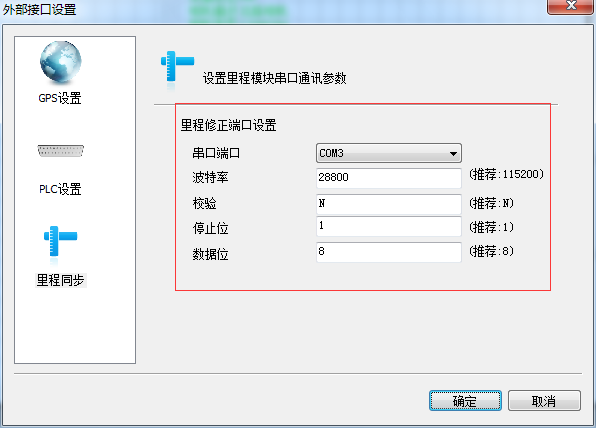 外部接口设置
GPS设置
PLC设置
里程同步
设置里程模块串口通讯参数
里程修正端口设置
串口端口 COM3
波特率 28800 (推荐:115200)
校验 N (推荐:N)
停止位 1 (推荐:1)
数据位 8 (推荐:8)
确定 取消